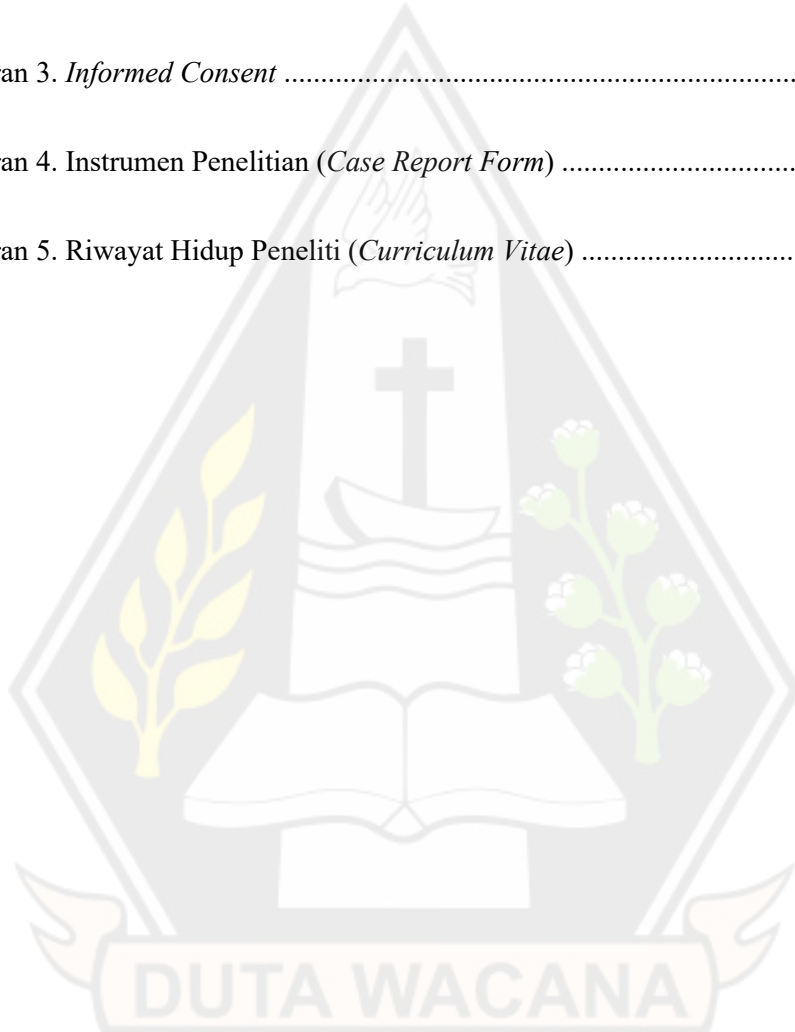 ran 3. Informed Consent ......................................................................
ran 4. Instrumen Penelitian (Case Report Form) ................................
ran 5. Riwayat Hidup Peneliti (Curriculum Vitae) .............................
DUTA WACANA